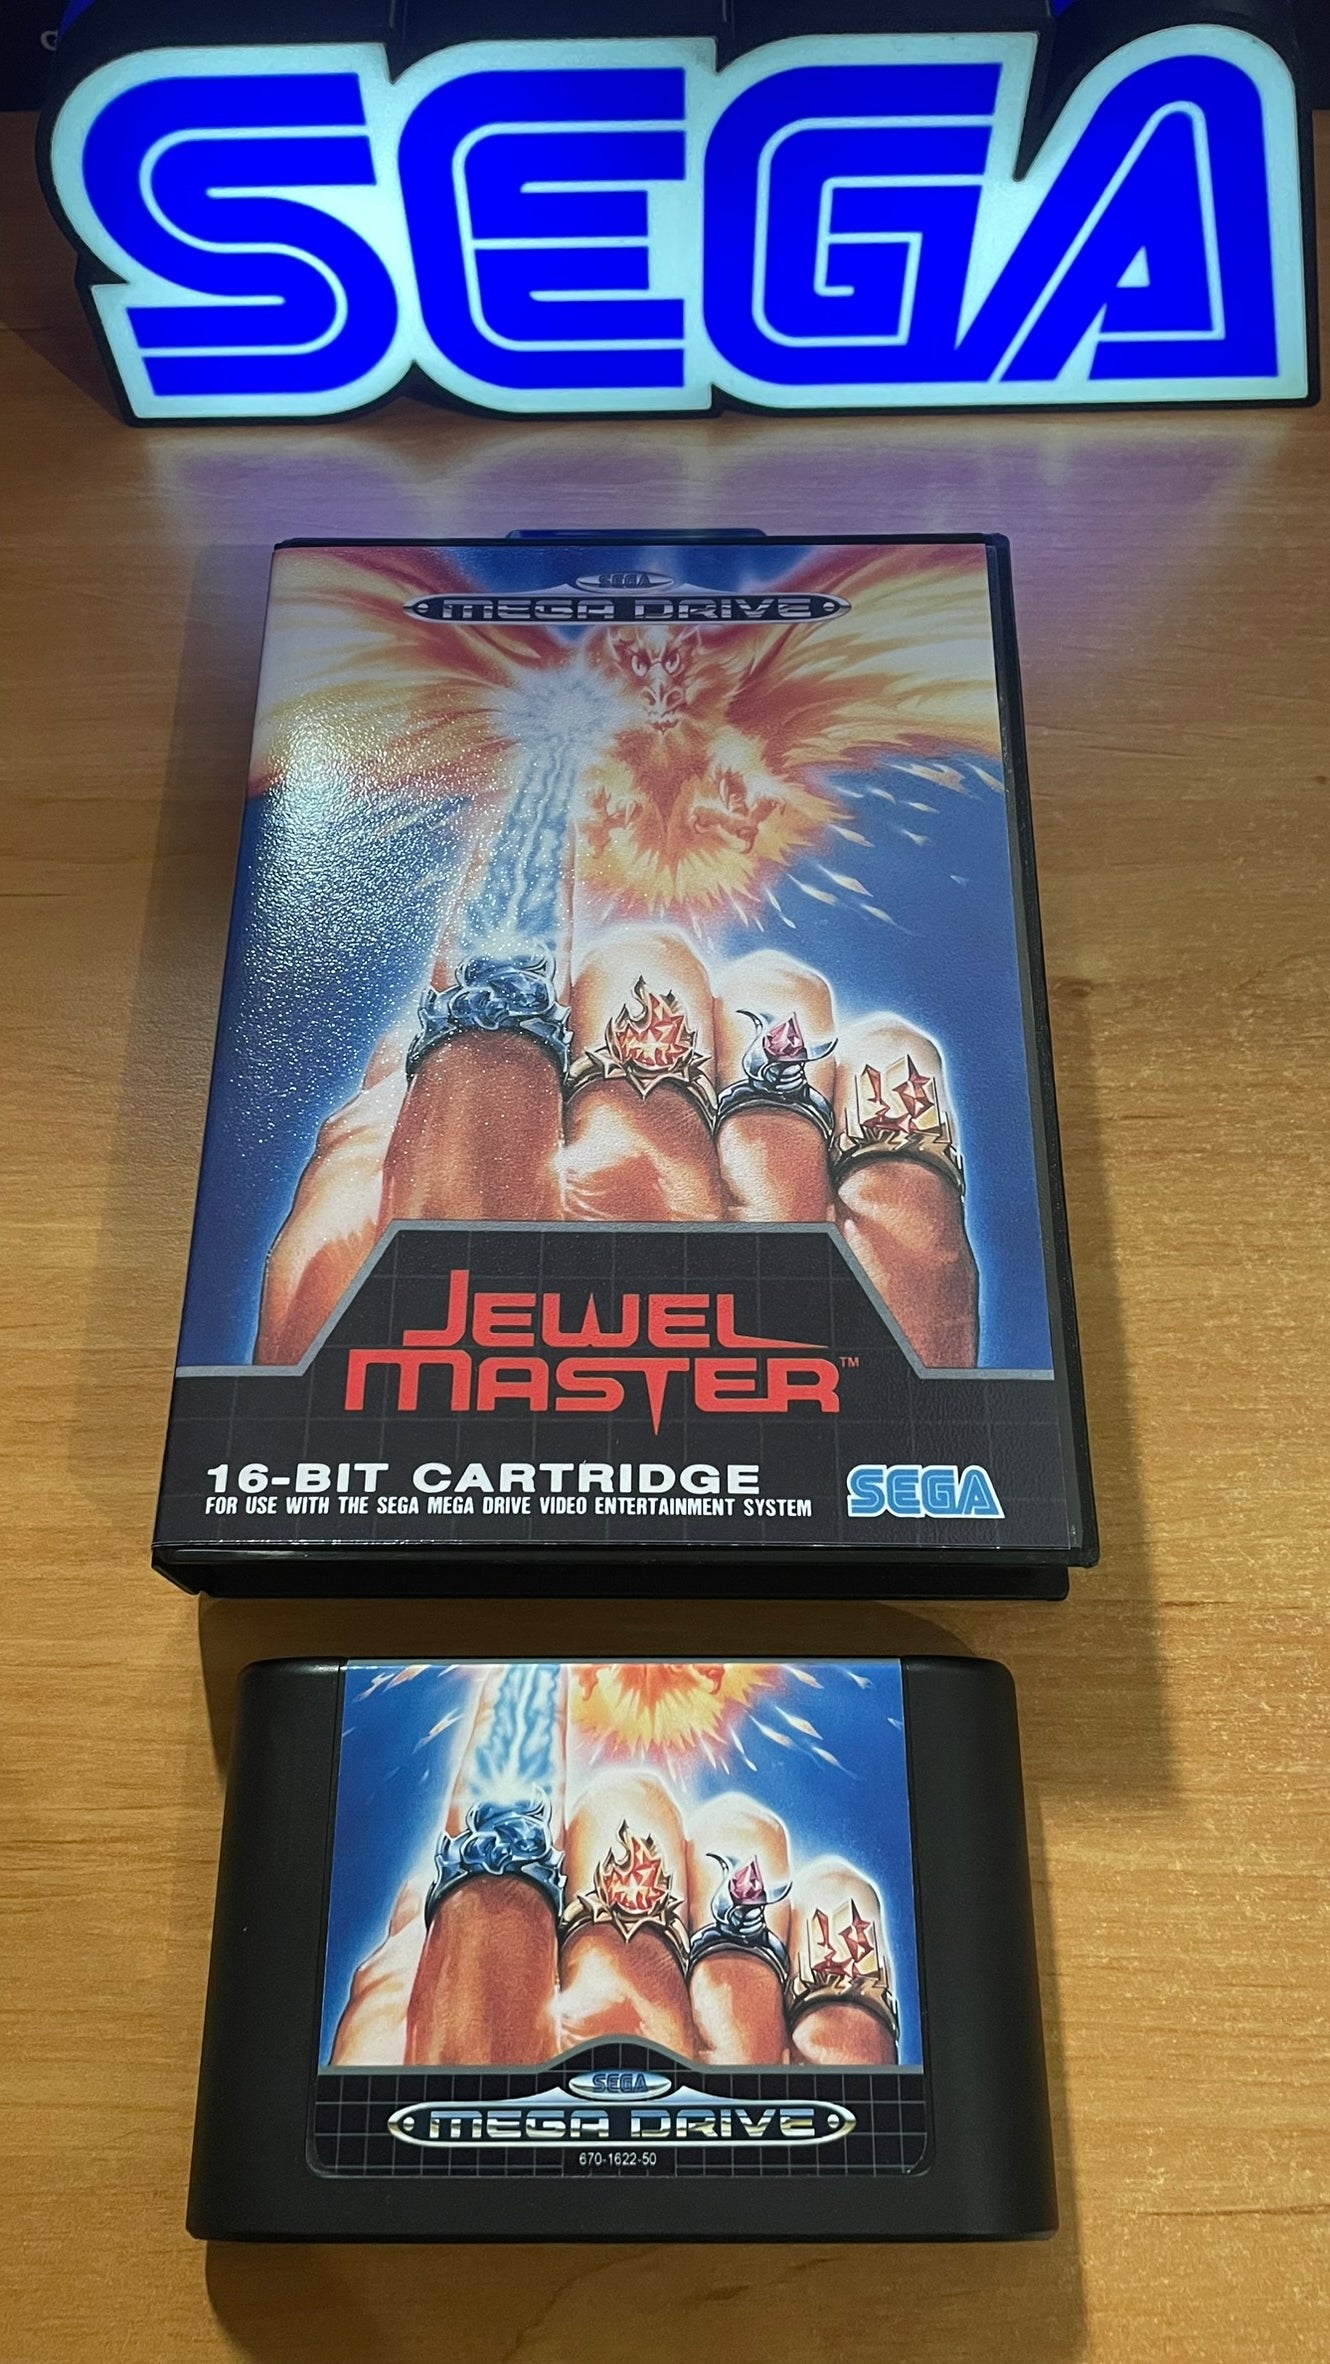 SEGA
SEGA
MEGA DRIVE
JEWEL
MASTER™
16-BIT CARTRIDGE
FOR USE WITH THE SEGA MEGA DRIVE VIDEO ENTERTAINMENT SYSTEM
SEGA
SEGA
MEGA DRIVE
670-1622-50